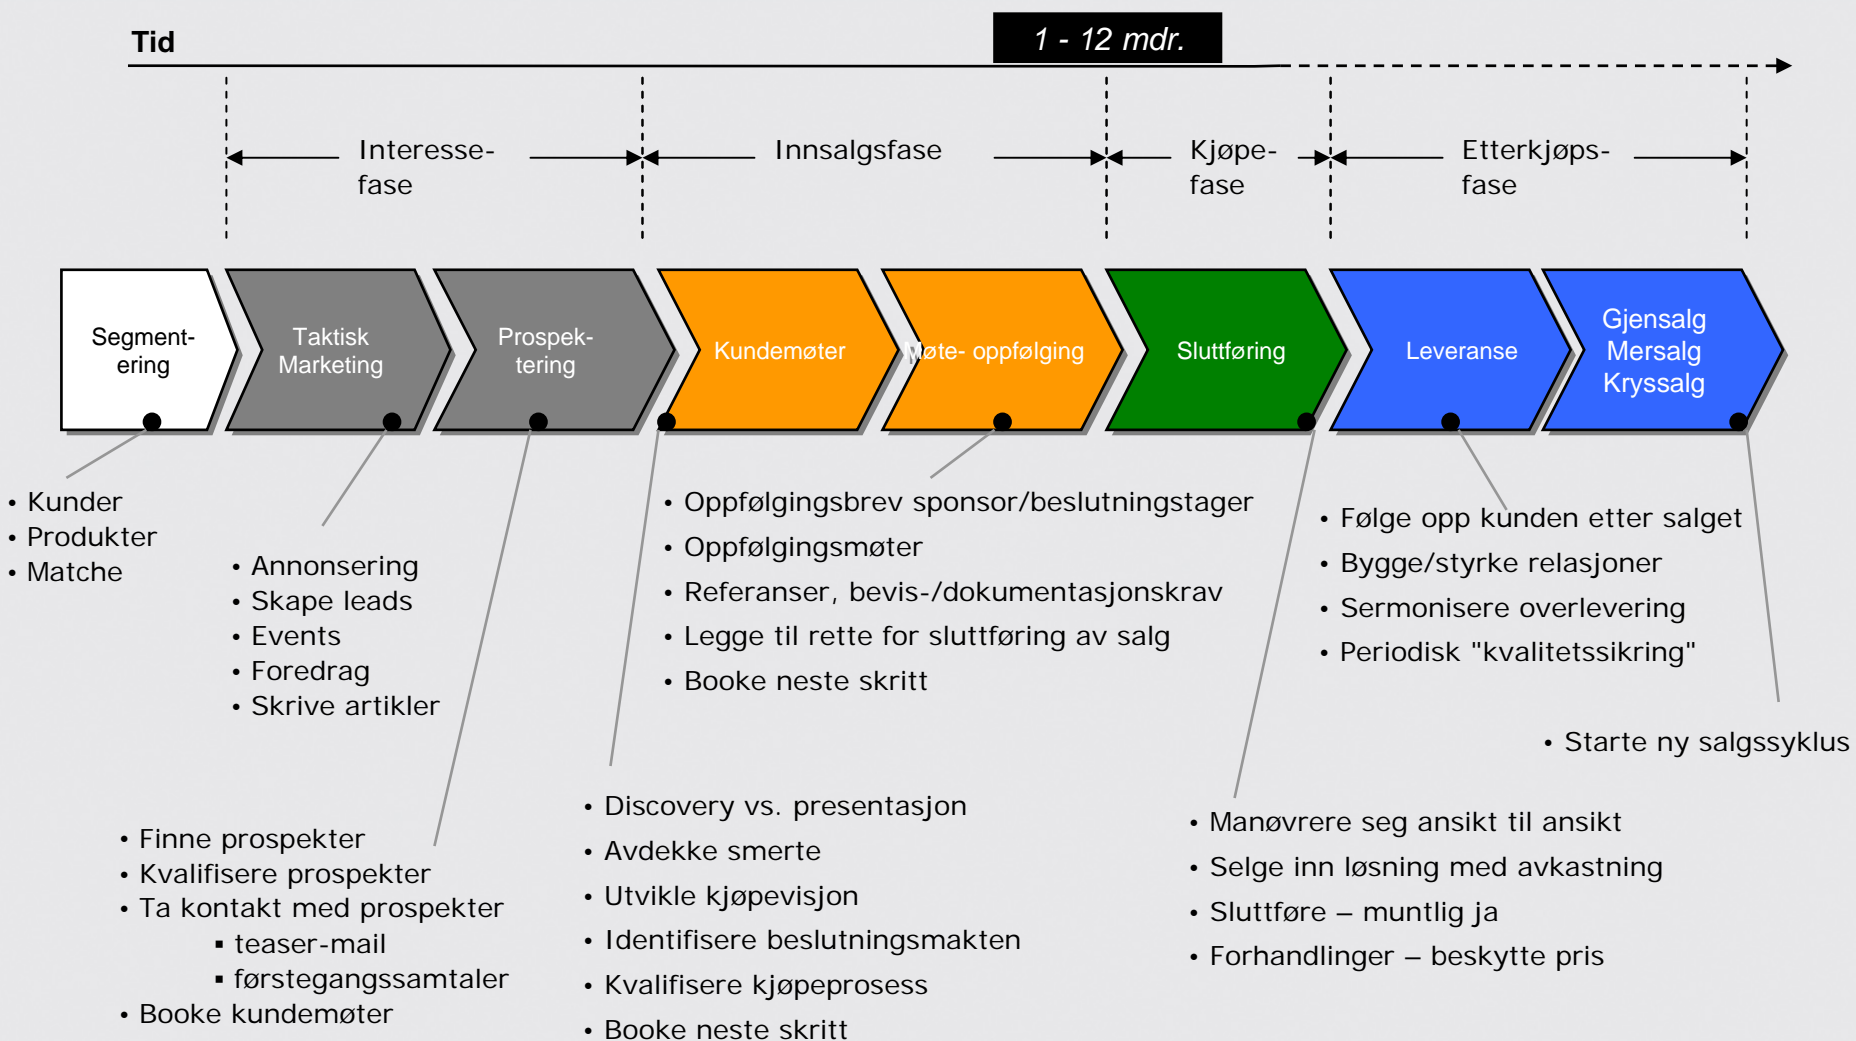 Tid
1 - 12 mdr.
Interesse-
fase
Innsalgsfase
Kjøpe-
fase
Etterkjøps-
fase
Segment-
ering
Taktisk
Marketing
Prospek-
tering
Kundemøter
Møte- oppfølging
Sluttføring
Leveranse
Gjensalg
Mersalg
Kryssalg
• Kunder
• Produkter
• Matche
• Annonsering
• Skape leads
• Events
• Foredrag
• Skrive artikler
• Finne prospekter
• Kvalifisere prospekter
• Ta kontakt med prospekter
▪ teaser-mail
▪ førstegangssamtaler
• Booke kundemøter
• Discovery vs. presentasjon
• Avdekke smerte
• Utvikle kjøpevisjon
• Identifisere beslutningsmakten
• Kvalifisere kjøpeprosess
• Booke neste skritt
• Oppfølgingsbrev sponsor/beslutningstager
• Oppfølgingsmøter
• Referanser, bevis-/dokumentasjonskrav
• Legge til rette for sluttføring av salg
• Booke neste skritt
• Manøvrere seg ansikt til ansikt
• Selge inn løsning med avkastning
• Sluttføre – muntlig ja
• Forhandlinger – beskytte pris
• Følge opp kunden etter salget
• Bygge/styrke relasjoner
• Sermonisere overlevering
• Periodisk "kvalitetssikring"
• Starte ny salgssyklus